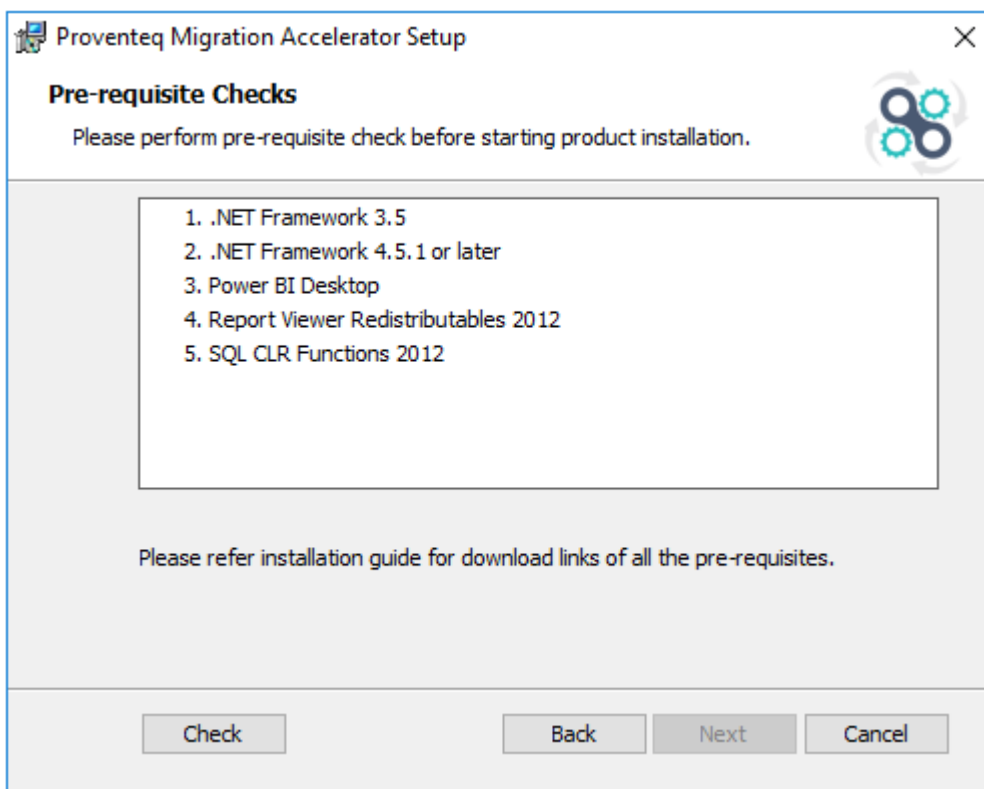 Proventeq Migration Accelerator Setup
Pre-requisite Checks
Please perform pre-requisite check before starting product installation.
1. .NET Framework 3.5
2. .NET Framework 4.5.1 or later
3. Power BI Desktop
4. Report Viewer Redistributables 2012
5. SQL CLR Functions 2012
Please refer installation guide for download links of all the pre-requisites.
Check Back Next Cancel